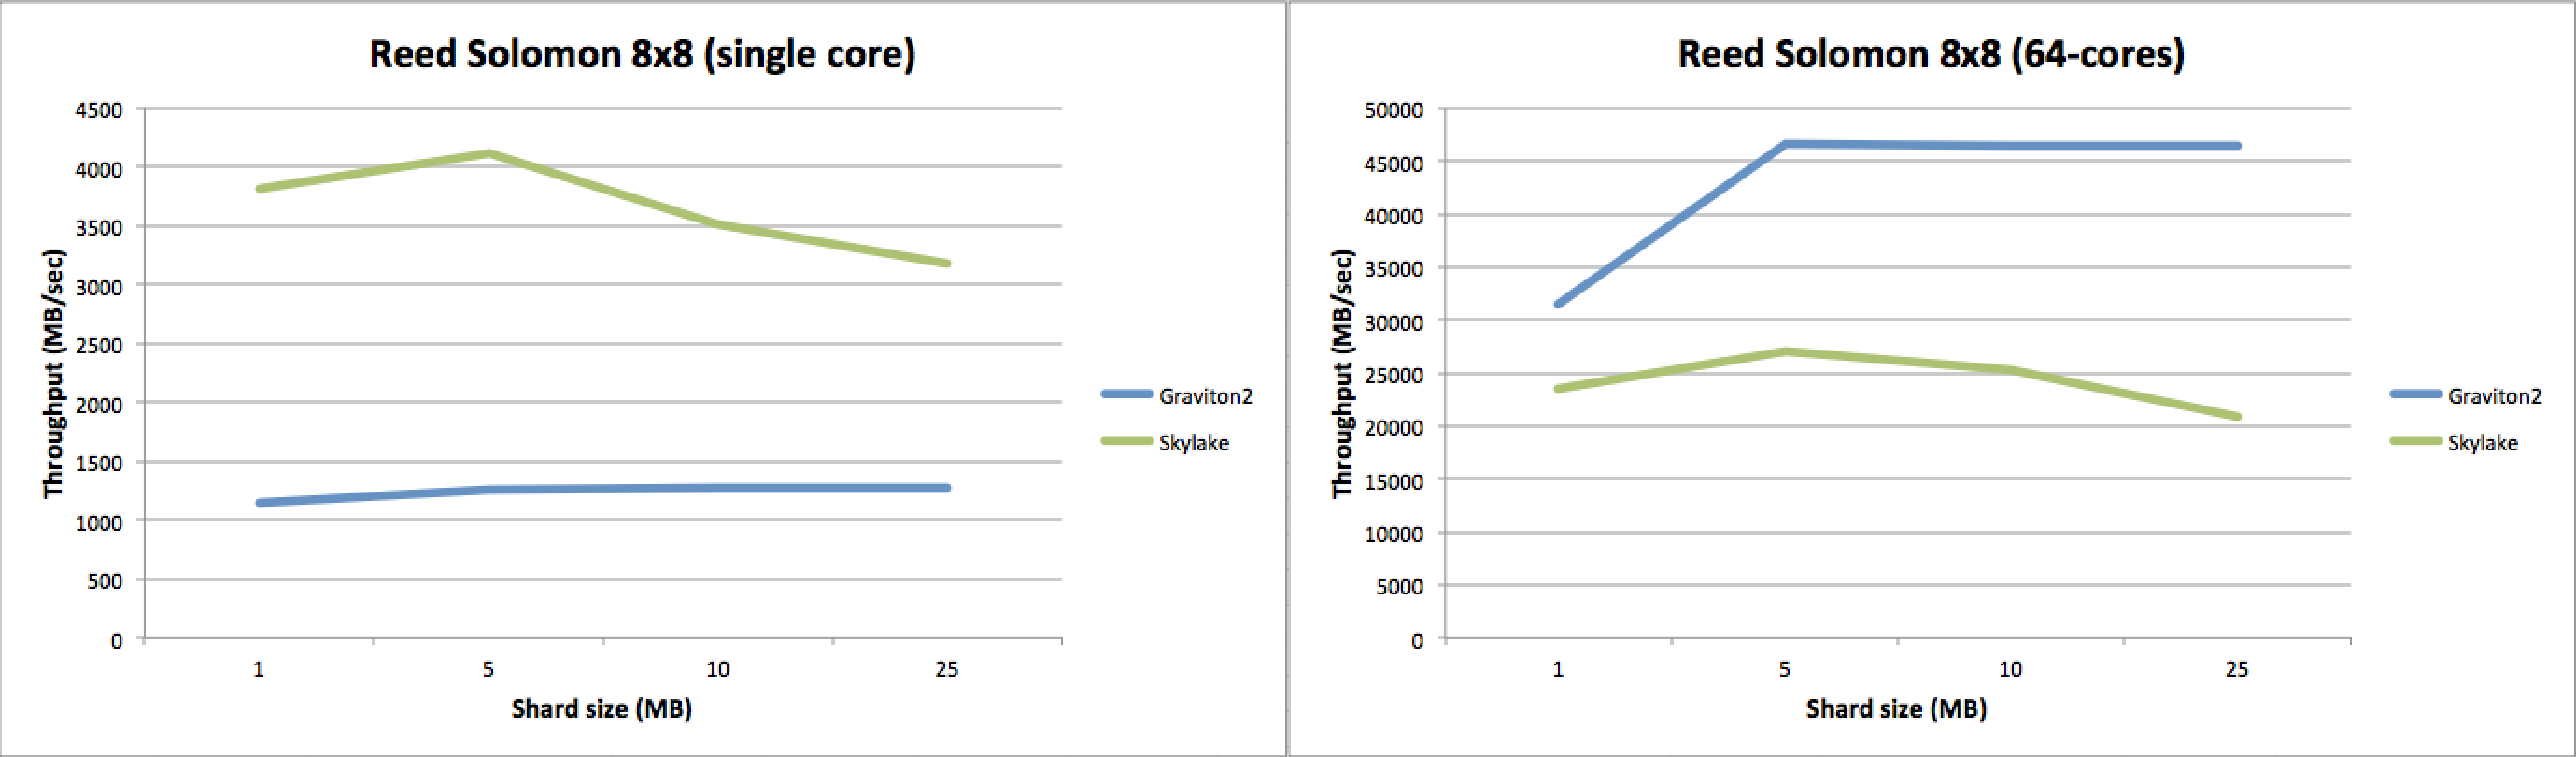 Reed Solomon 8x8 (single core)
4500
4000
3500
3000
2500
2000
1500
1000
500
0
Throughput (MB/sec)
1 5 10 25
Shard size (MB)
Graviton2
Skylake
Reed Solomon 8x8 (64-cores)
50000
45000
40000
35000
30000
25000
20000
15000
10000
5000
0
Throughput (MB/sec)
1 5 10 25
Shard size (MB)
Graviton2
Skylake